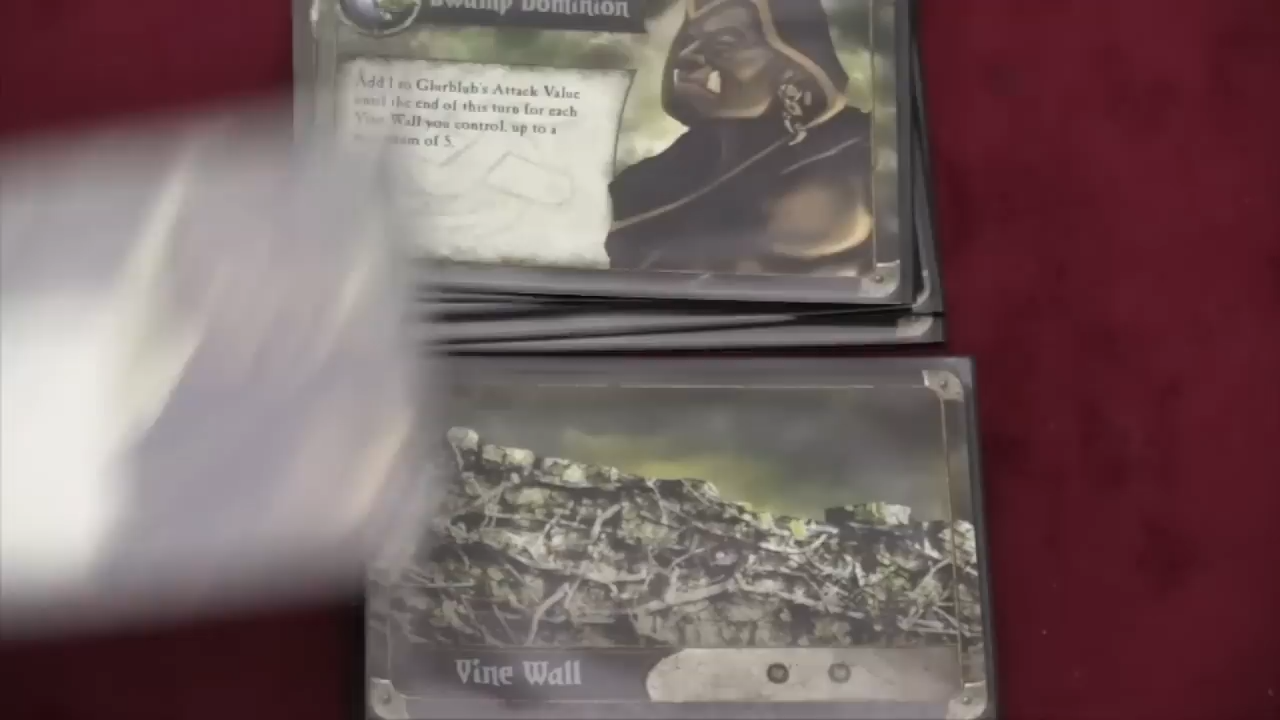 Swamp Dominion
Add 1 to Glurblub's Attack Value
until the end of this turn for each
Vine Wall you control, up to a
of 5.
Vine Wall